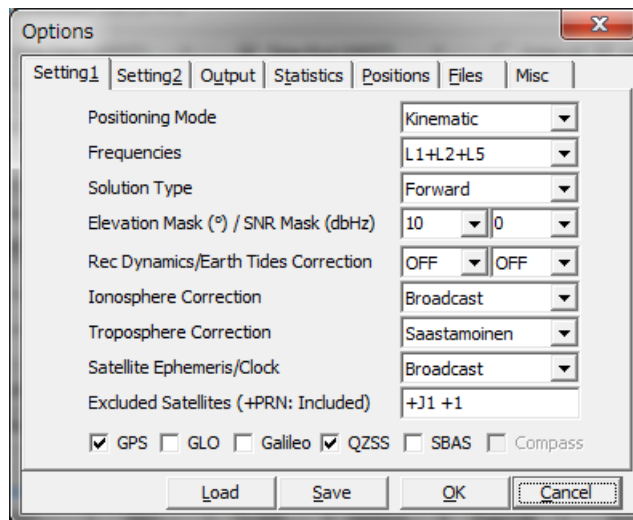 Options
Setting1 Setting2 Output Statistics Positions Files Misc
Positioning Mode Kinematic
Frequencies L1+L2+L5
Solution Type Forward
Elevation Mask (°) / SNR Mask (dbHz) 10 0
Rec Dynamics/Earth Tides Correction OFF OFF
Ionosphere Correction Broadcast
Troposphere Correction Saastamoinen
Satellite Ephemeris/Clock Broadcast
Excluded Satellites (+PRN: Included) +J1 +1
GPS GLO Galileo QZSS SBAS Compass
Load Save OK Cancel